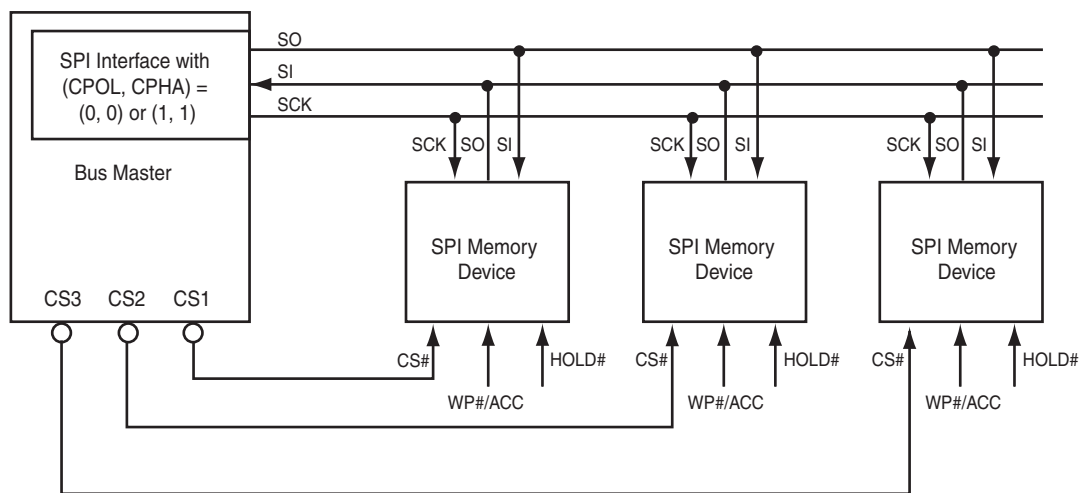 SPI Interface with
(CPOL, CPHA) =
(0, 0) or (1, 1)
Bus Master
SO
SI
SCK
SCK SO SI
SCK SO SI
SCK SO SI
SPI Memory
Device
SPI Memory
Device
SPI Memory
Device
CS3 CS2 CS1
CS#
WP#/ACC
HOLD#
CS#
WP#/ACC
HOLD#
CS#
WP#/ACC
HOLD#